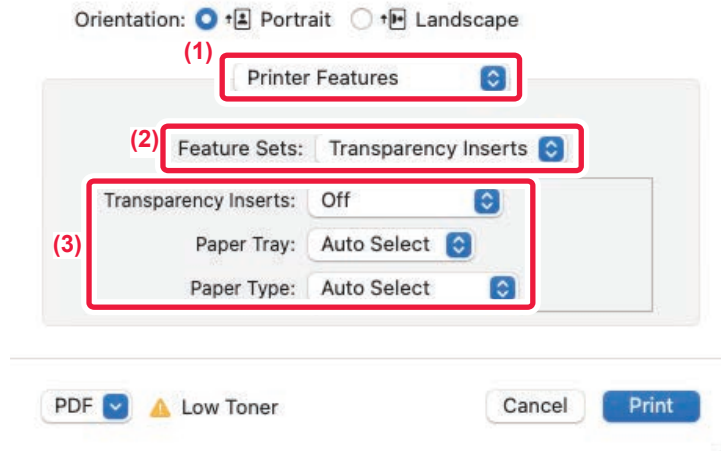 Orientation: Portrait Landscape
(1)
Printer Features
(2)
Feature Sets: Transparency Inserts
(3)
Transparency Inserts: Off
Paper Tray: Auto Select
Paper Type: Auto Select
PDF Low Toner Cancel Print